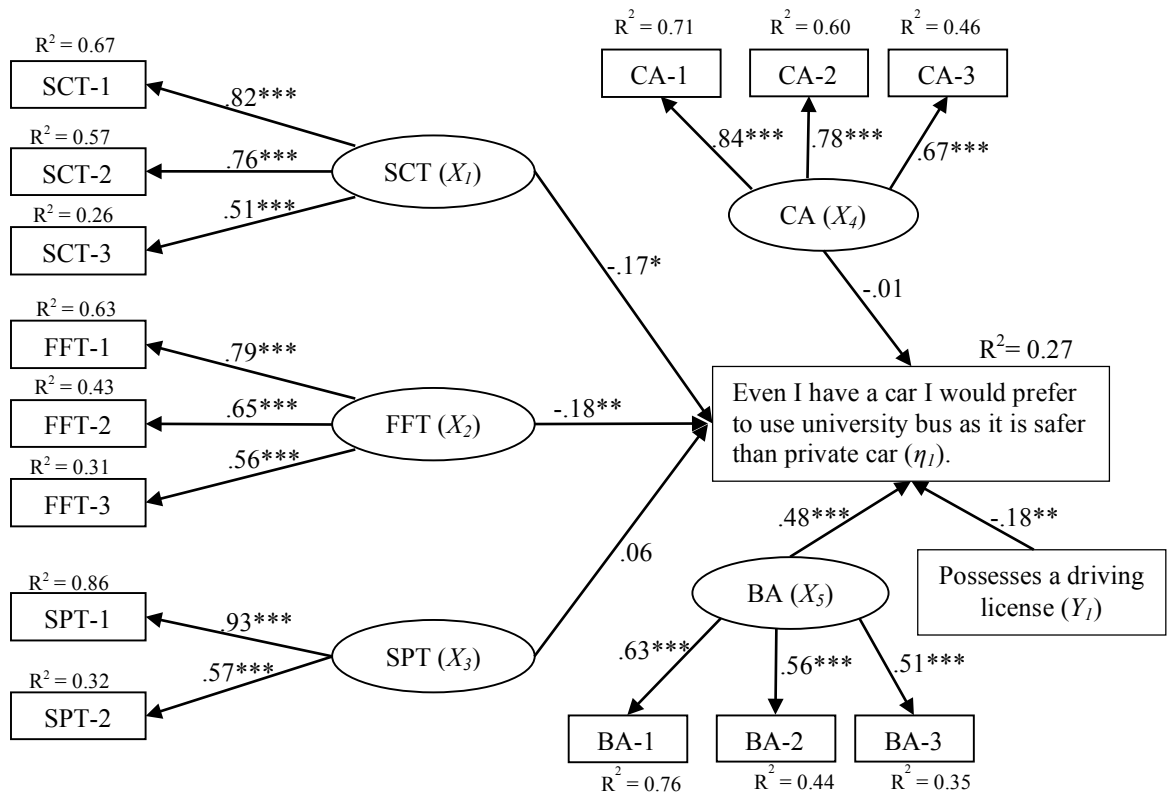 R² = 0.67
SCT-1
.82***
R² = 0.57
SCT-2
.76***
SCT (X₁)
R² = 0.26
SCT-3
.51***
-.17*
R² = 0.71
R² = 0.60
R² = 0.46
CA-1
CA-2
CA-3
.84***
.78***
.67***
CA (X₄)
-.01
R² = 0.63
FFT-1
.79***
R² = 0.43
FFT-2
.65***
FFT (X₂)
-.18**
R² = 0.31
FFT-3
.56***
R²= 0.27
Even I have a car I would prefer
to use university bus as it is safer
than private car (η₁).
R² = 0.86
SPT-1
.93***
SPT (X₃)
.06
R² = 0.32
SPT-2
.57***
.48***
-.18**
BA (X₅)
Possesses a driving
license (Y₁)
.63***
.56***
.51***
BA-1
BA-2
BA-3
R² = 0.76
R² = 0.44
R² = 0.35